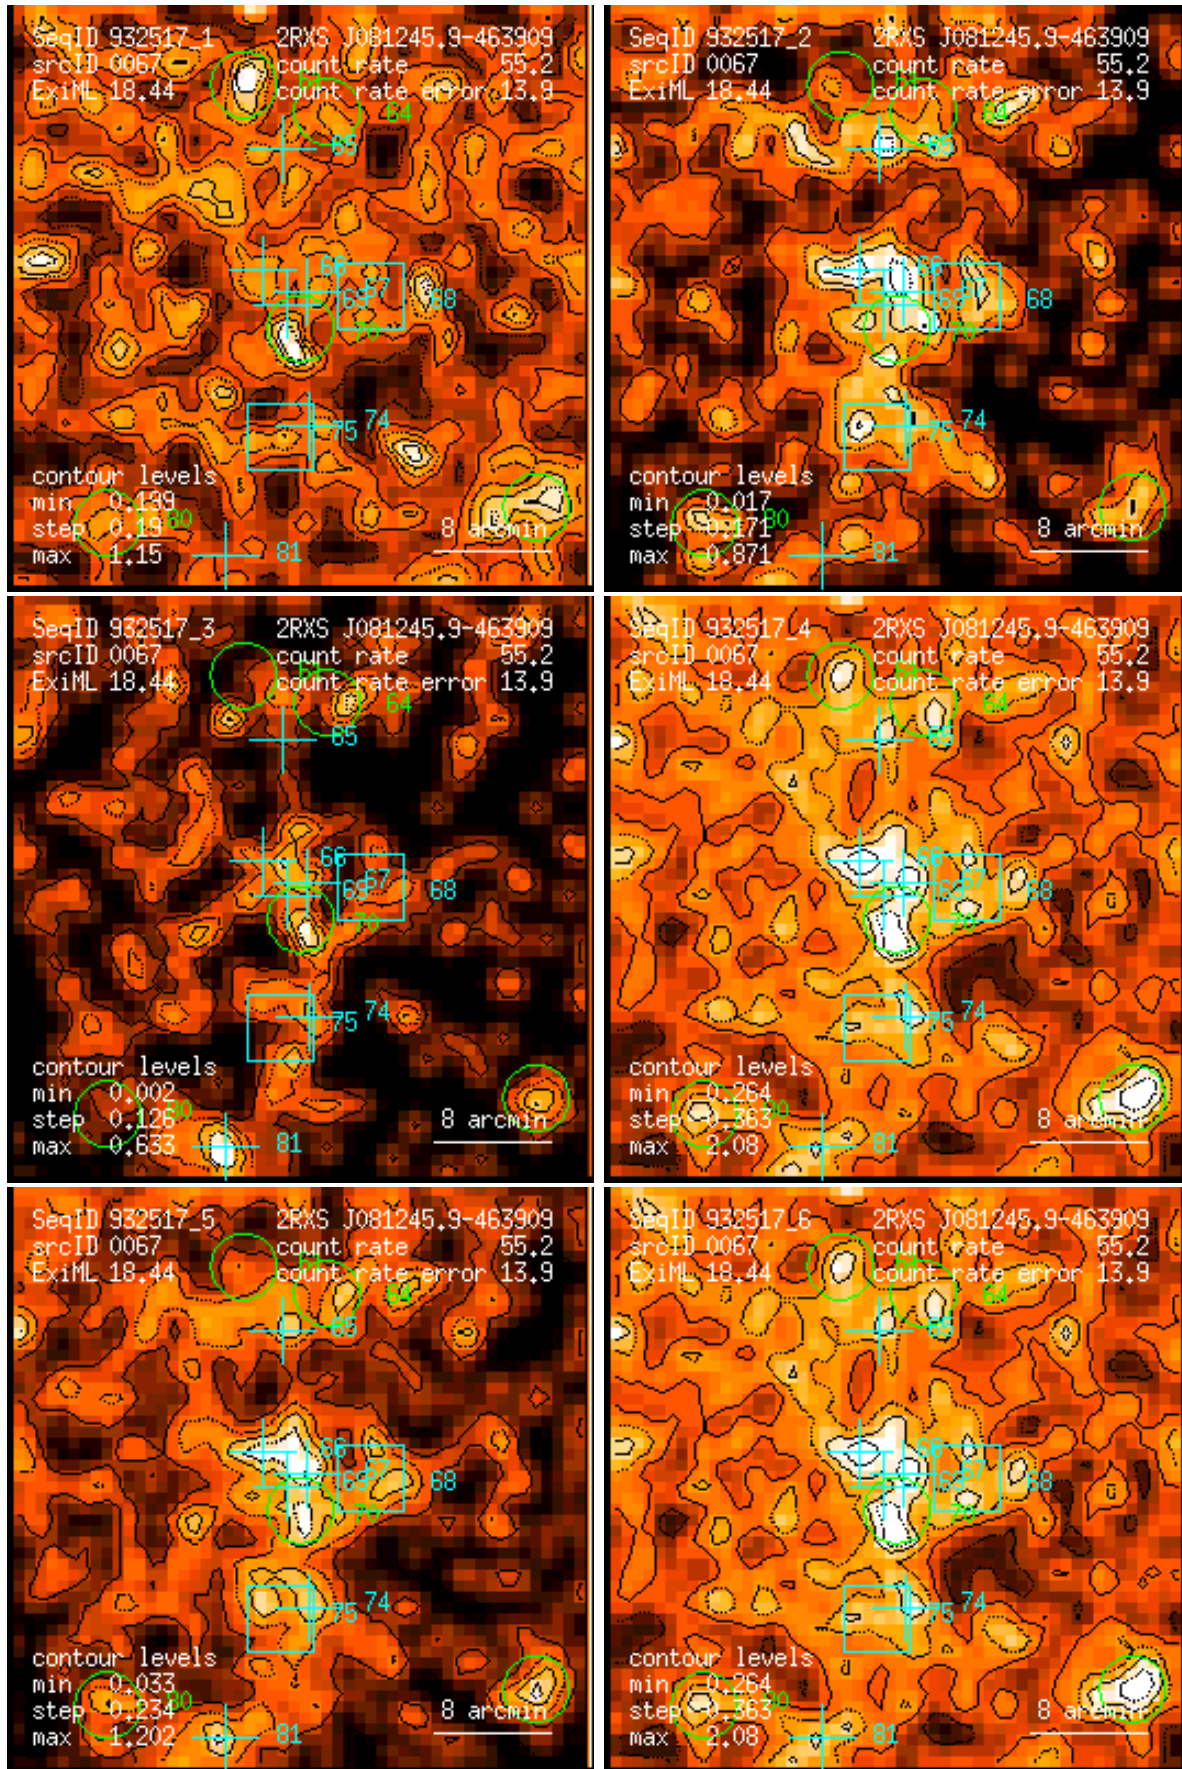 SeqID 932517_1 2RXS J081245.9-463909
srcID 0067 count rate 55.2
ExiML 18.44 count rate error 13.9
64
65
66
69 67 68
70
74
75
contour levels
min 0.199
step 0.19 80 8 arcmin
max 1.15 81
SeqID 932517_2 2RXS J081245.9-463909
srcID 0067 count rate 55.2
ExiML 18.44 count rate error 13.9
64
65
66
69 67 68
70
74
75
contour levels
min 0.017
step 0.171 80 8 arcmin
max 0.871 81
SeqID 932517_3 2RXS J081245.9-463909
srcID 0067 count rate 55.2
ExiML 18.44 count rate error 13.9
64
65
66
69 67 68
70
74
75
contour levels
min 0.002
step 0.126 80 8 arcmin
max 0.633 81
SeqID 932517_4 2RXS J081245.9-463909
srcID 0067 count rate 55.2
ExiML 18.44 count rate error 13.9
64
65
66
69 67 68
70
74
75
contour levels
min 0.264
step 0.363 80 8 arcmin
max 2.08 81
SeqID 932517_5 2RXS J081245.9-463909
srcID 0067 count rate 55.2
ExiML 18.44 count rate error 13.9
64
65
66
69 67 68
70
74
75
contour levels
min 0.033
step 0.234 80 8 arcmin
max 1.202 81
SeqID 932517_6 2RXS J081245.9-463909
srcID 0067 count rate 55.2
ExiML 18.44 count rate error 13.9
64
65
66
69 67 68
70
74
75
contour levels
min 0.264
step 0.363 80 8 arcmin
max 2.08 81